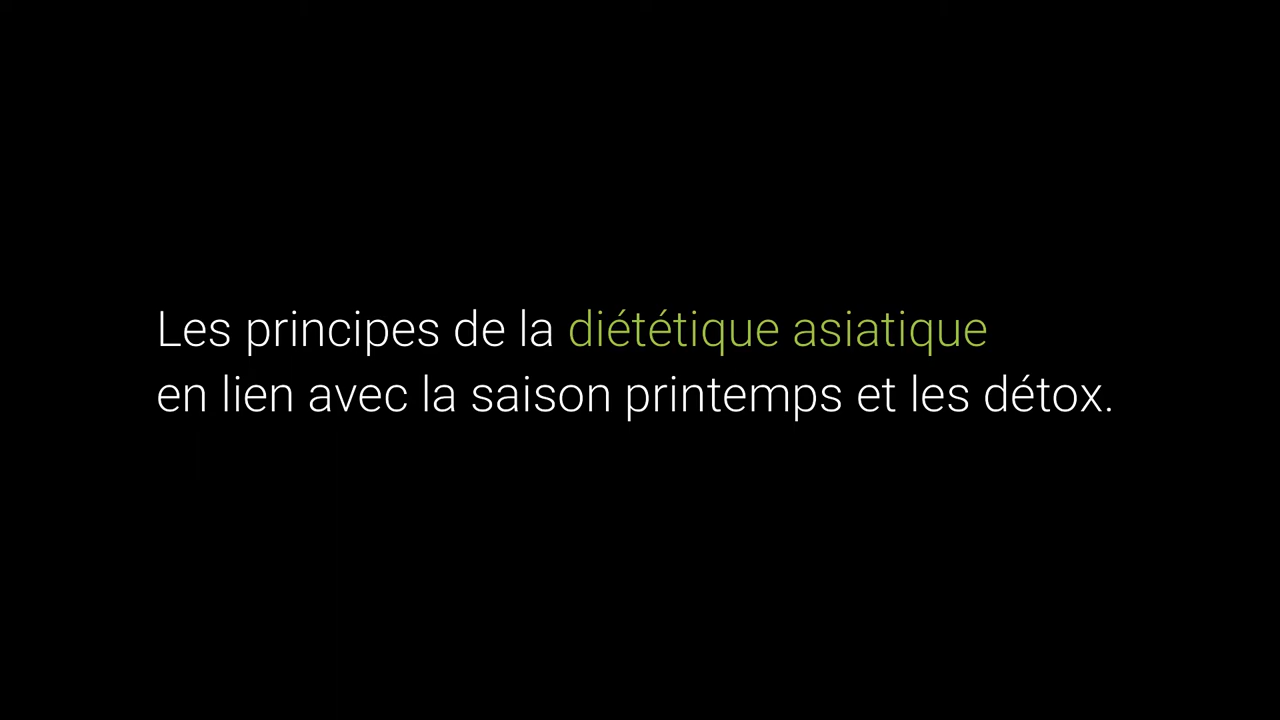 Les principes de la diététique asiatique
en lien avec la saison printemps et les détox.